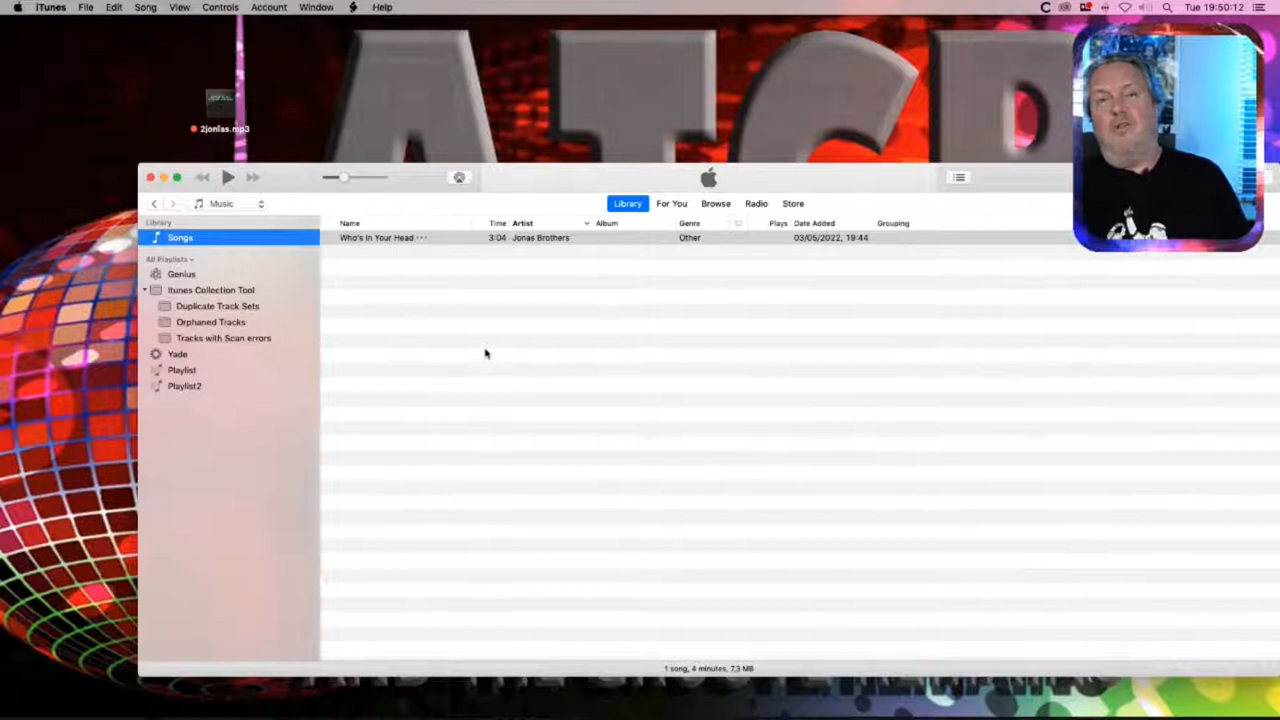 iTunes File Edit Song View Controls Account Window Help Tue 19:50:12
ATCR
2jonias.mp3
Music Library For You Browse Radio Store
Library Name Time Artist Album Genre Plays Date Added Grouping
Songs Who's In Your Head 3:04 Jonas Brothers Other 03/05/2022, 19:44
All Playlists
Genius
Itunes Collection Tool
Duplicate Track Sets
Orphaned Tracks
Tracks with Scan errors
Yade
Playlist
Playlist2
1 song, 4 minutes, 7,3 MB